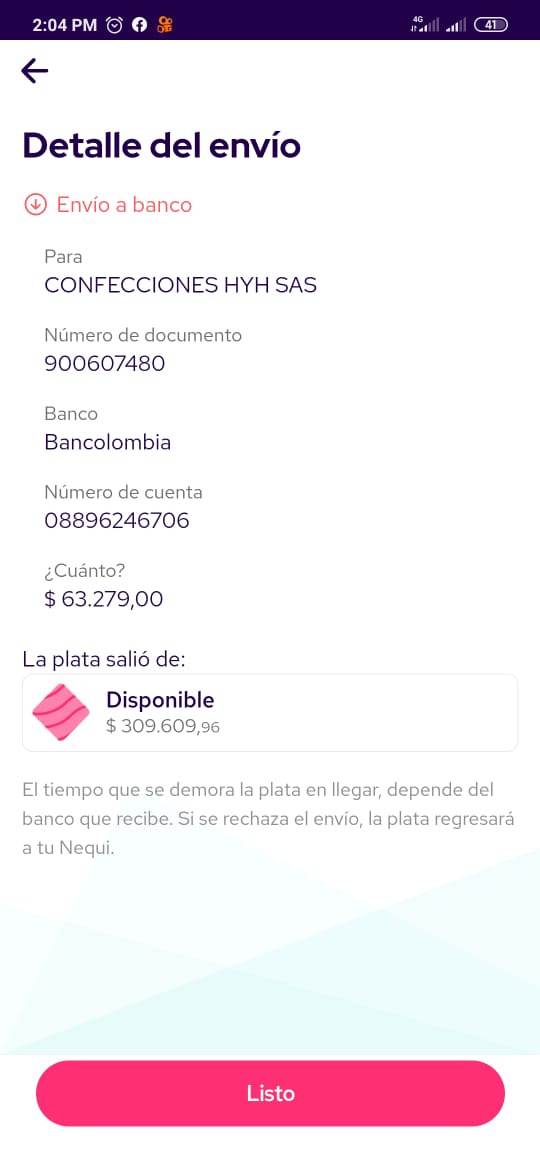 2:04 PM
4G
41
Detalle del envío
Envío a banco
Para
CONFECCIONES HYH SAS
Número de documento
900607480
Banco
Bancolombia
Número de cuenta
08896246706
¿Cuánto?
$ 63.279,00
La plata salió de:
Disponible
$ 309.609,96
El tiempo que se demora la plata en llegar, depende del
banco que recibe. Si se rechaza el envío, la plata regresará
a tu Nequi.
Listo